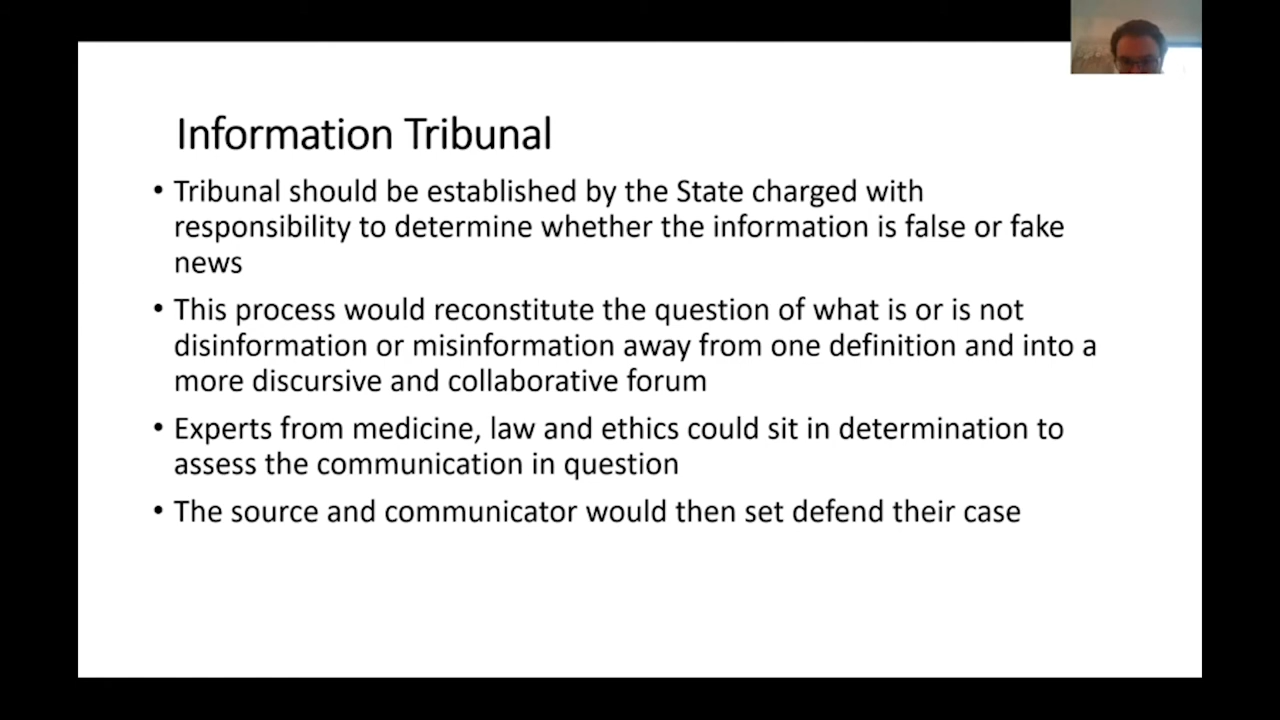 Information Tribunal
• Tribunal should be established by the State charged with
responsibility to determine whether the information is false or fake
news
• This process would reconstitute the question of what is or is not
disinformation or misinformation away from one definition and into a
more discursive and collaborative forum
• Experts from medicine, law and ethics could sit in determination to
assess the communication in question
• The source and communicator would then set defend their case